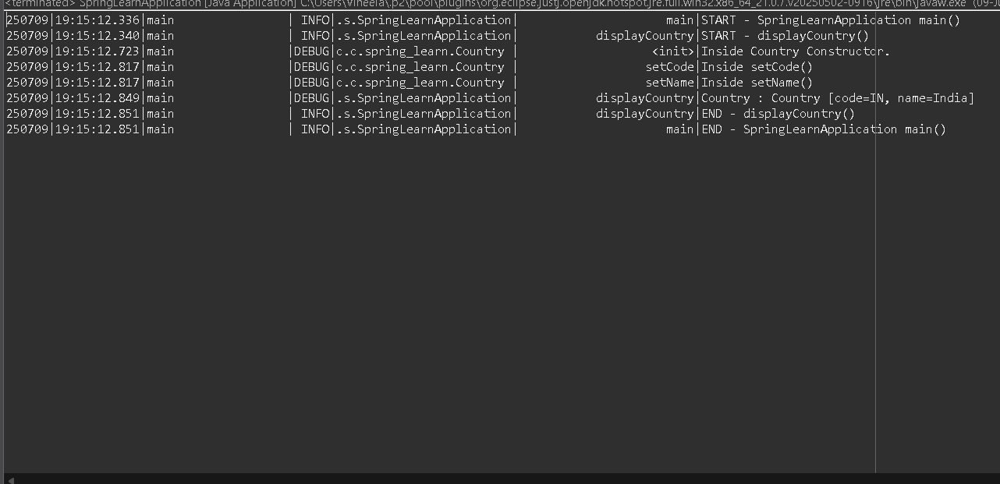 <terminated> SpringLearnApplication [Java Application] C:\Users\Vineela\.p2\pool\plugins\org.eclipse.justj.openjdk.hotspot.jre.full.win32.x86_64_21.0.7.v20250502-0916\jre\bin\javaw.exe (09-Ju
250709|19:15:12.336|main                 | INFO|.s.SpringLearnApplication|                     main|START - SpringLearnApplication main()
250709|19:15:12.340|main                 | INFO|.s.SpringLearnApplication|           displayCountry|START - displayCountry()
250709|19:15:12.723|main                 |DEBUG|c.c.spring_learn.Country |                   <init>|Inside Country Constructor.
250709|19:15:12.817|main                 |DEBUG|c.c.spring_learn.Country |                  setCode|Inside setCode()
250709|19:15:12.817|main                 |DEBUG|c.c.spring_learn.Country |                  setName|Inside setName()
250709|19:15:12.849|main                 |DEBUG|.s.SpringLearnApplication|           displayCountry|Country : Country [code=IN, name=India]
250709|19:15:12.851|main                 | INFO|.s.SpringLearnApplication|           displayCountry|END - displayCountry()
250709|19:15:12.851|main                 | INFO|.s.SpringLearnApplication|                     main|END - SpringLearnApplication main()